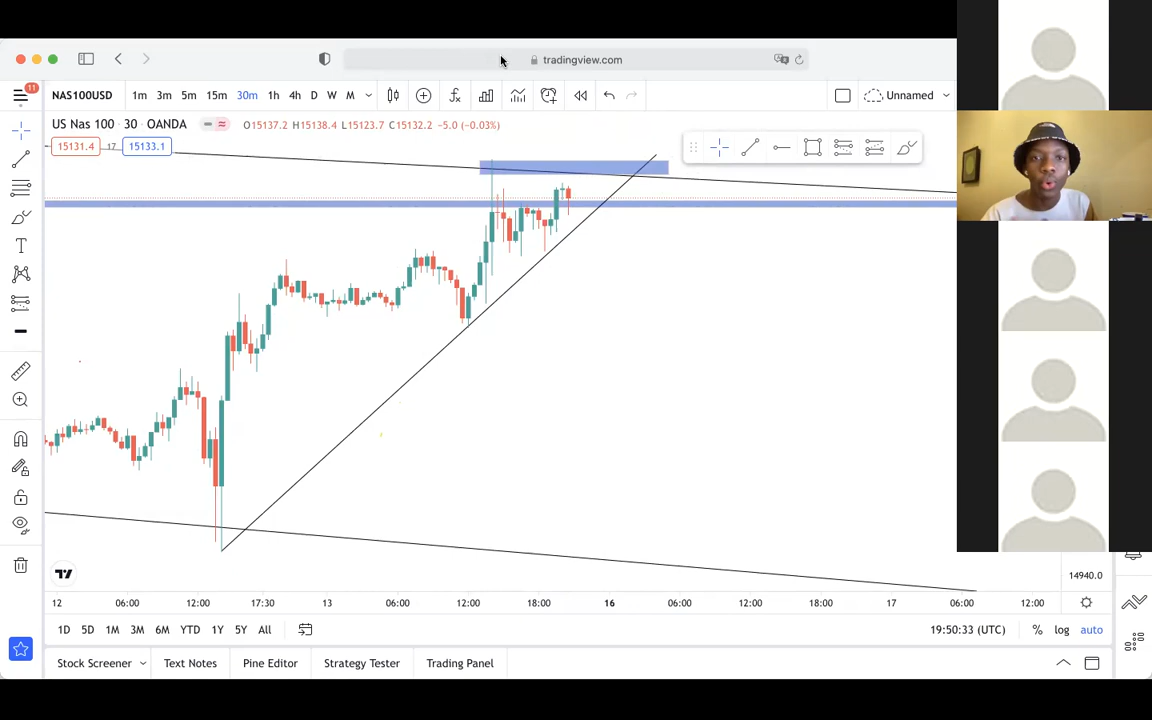 tradingview.com
11
NAS100USD 1m 3m 5m 15m 30m 1h 4h D W M Unnamed
US Nas 100 · 30 · OANDA O15137.2 H15138.4 L15123.7 C15132.2 −5.0 (−0.03%)
15131.4 17 15133.1
14940.0
12 06:00 12:00 17:30 13 06:00 12:00 18:00 16 06:00 12:00 18:00 17 06:00 12:00
1D 5D 1M 3M 6M YTD 1Y 5Y All 19:50:33 (UTC) % log auto
Stock Screener Text Notes Pine Editor Strategy Tester Trading Panel